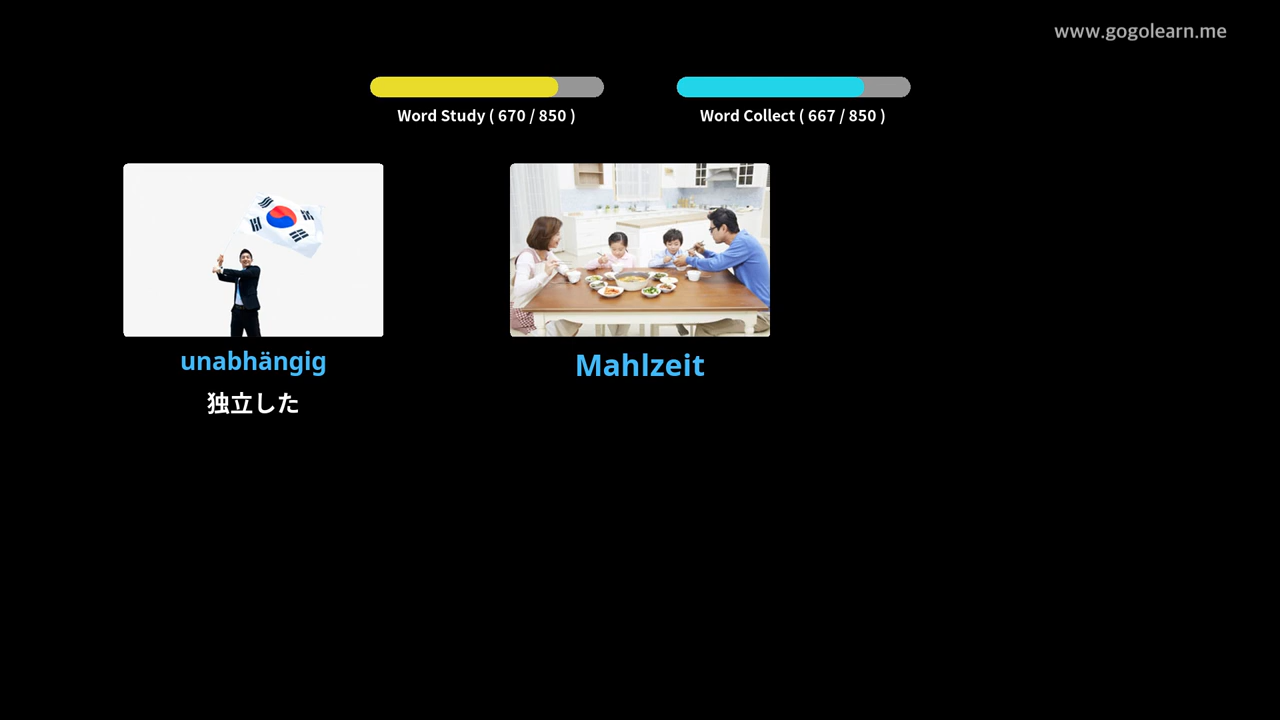 www.gogolearn.me
Word Study ( 670 / 850 )
Word Collect ( 667 / 850 )
unabhängig
独立した
Mahlzeit